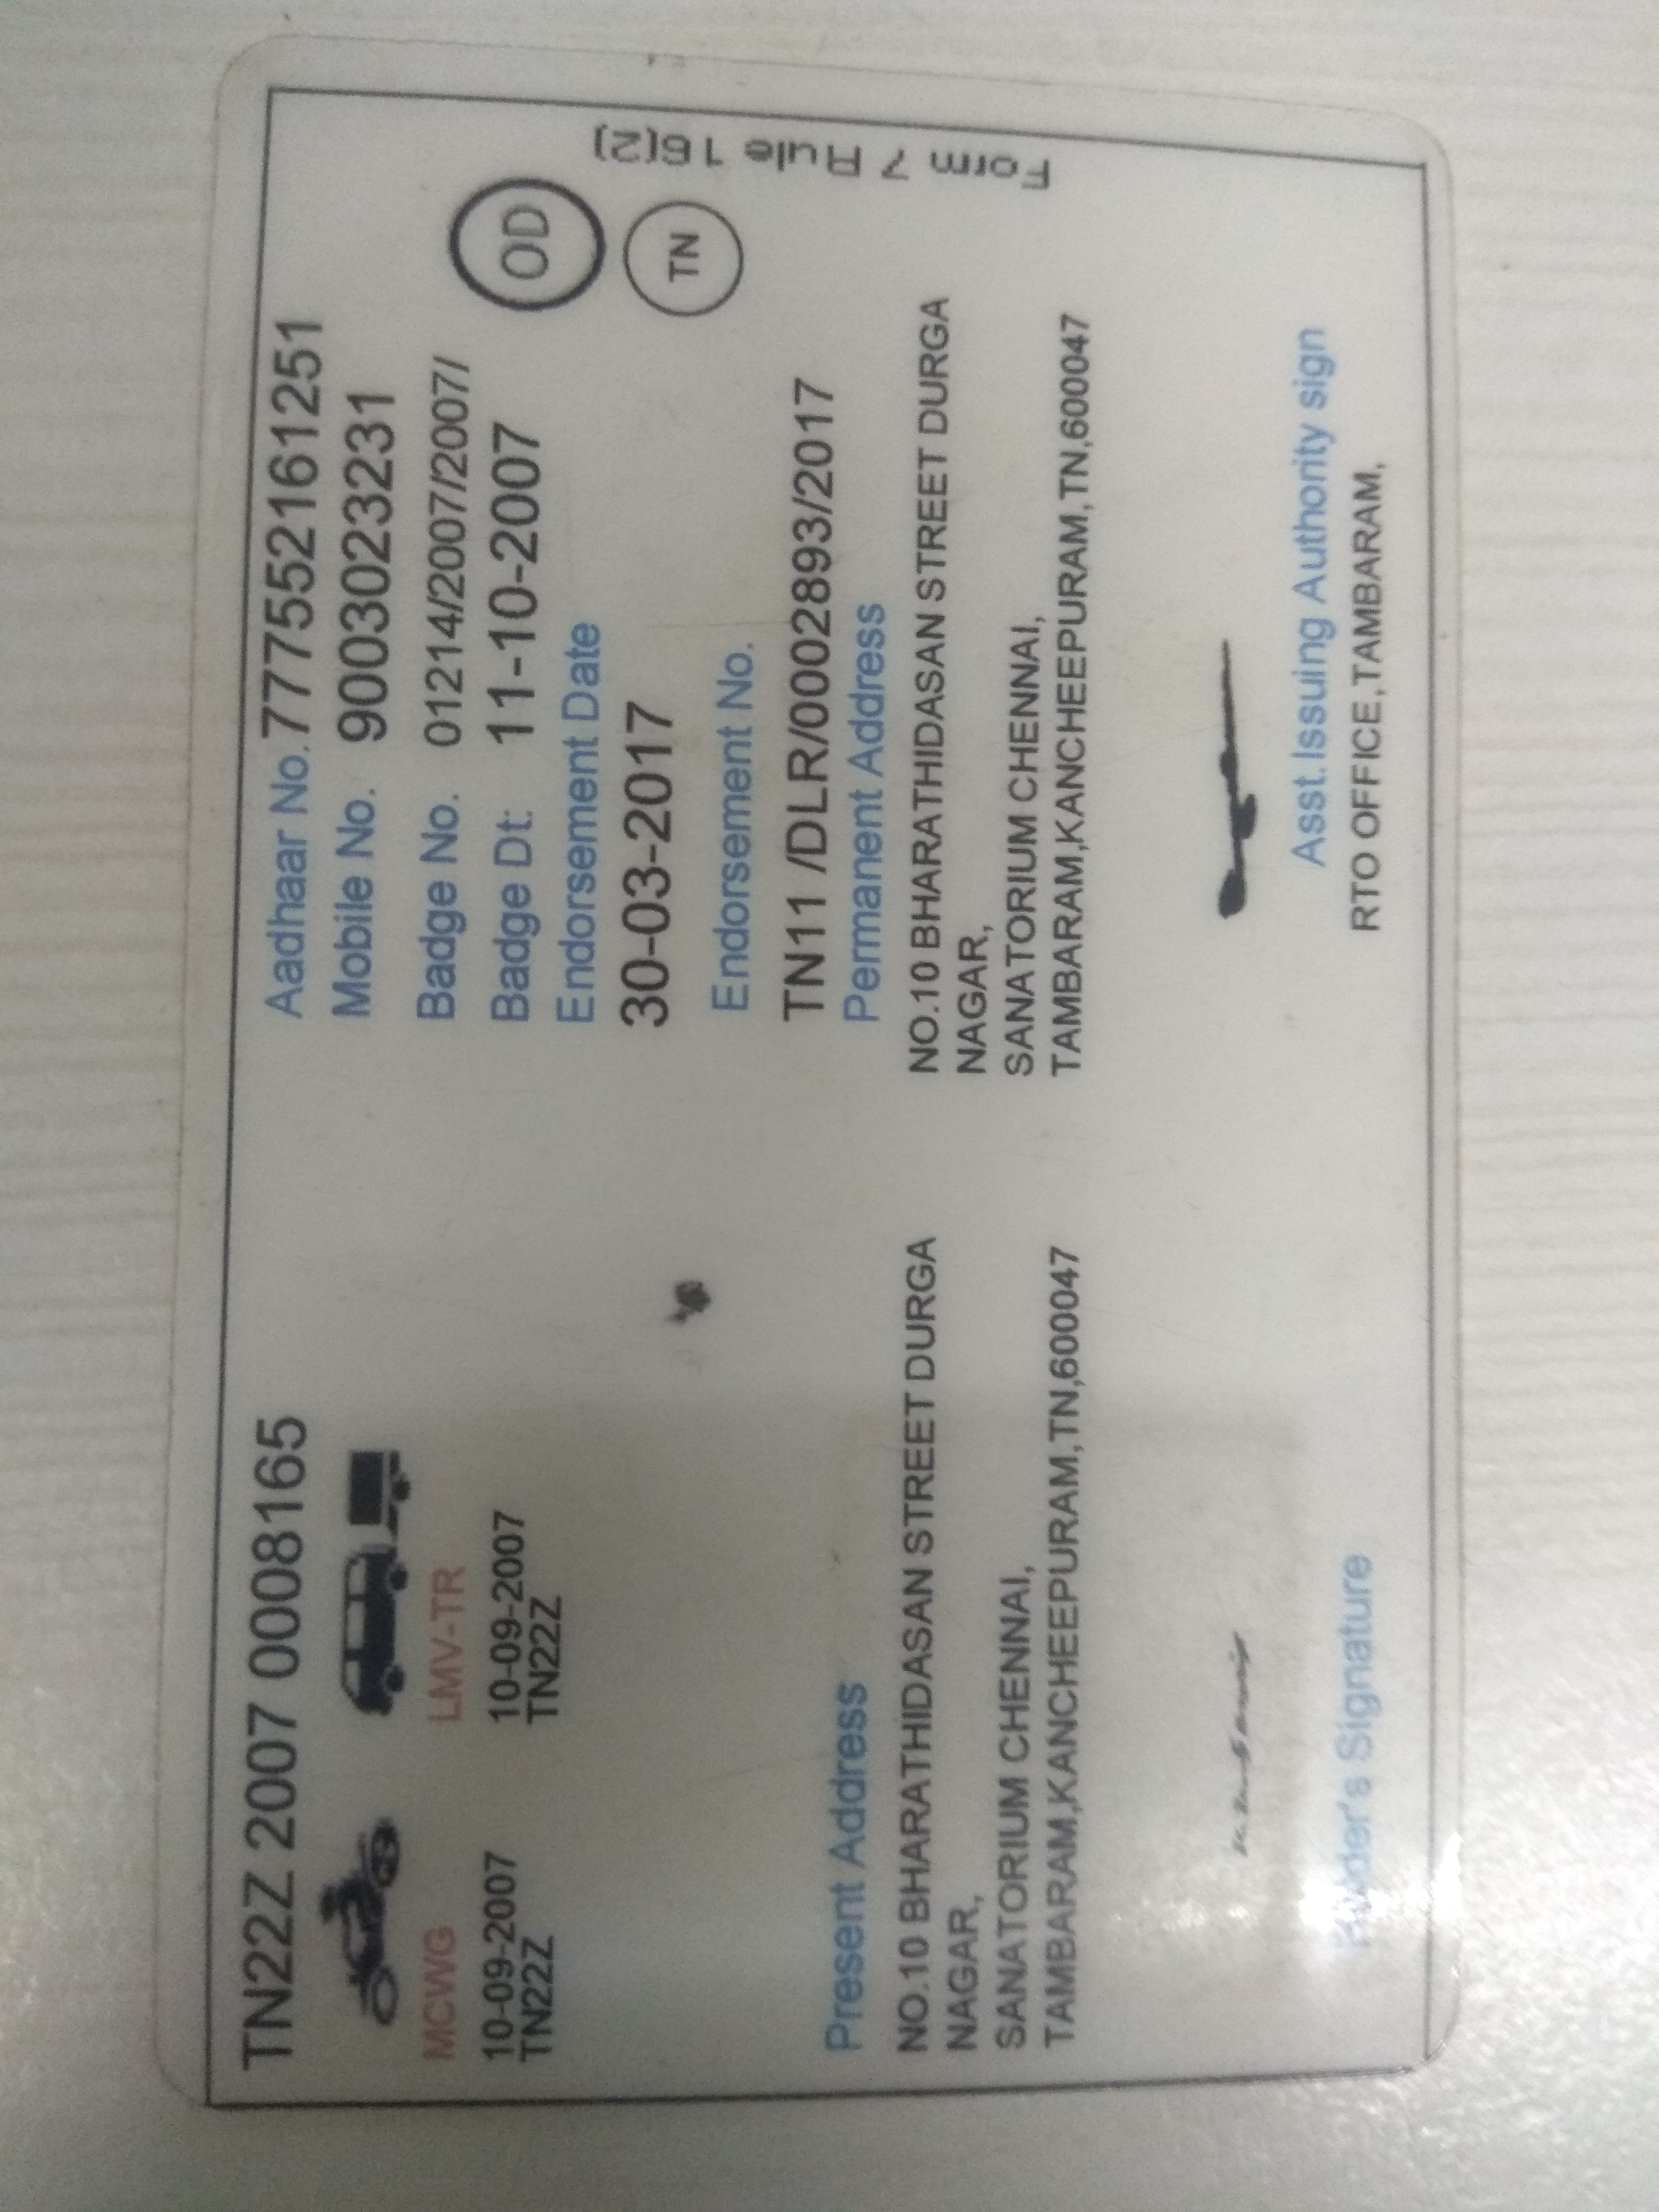 TN22Z 2007 0008165
MCWG
10-09-2007
TN22Z
LMV-TR
10-09-2007
TN22Z
Aadhaar No.777552161251
Mobile No. 9003023231
Badge No. 01214/2007/2007/
Badge Dt: 11-10-2007
Endorsement Date
30-03-2017
Endorsement No.
TN11 /DLR/0002893/2017
OD
TN
Form 7 Rule 16(2)
Present Address
NO.10 BHARATHIDASAN STREET DURGA
NAGAR,
SANATORIUM CHENNAI,
TAMBARAM,KANCHEEPURAM,TN,600047
Permanent Address
NO.10 BHARATHIDASAN STREET DURGA
NAGAR,
SANATORIUM CHENNAI,
TAMBARAM,KANCHEEPURAM,TN,600047
Holder's Signature
Asst.Issuing Authority sign
RTO OFFICE,TAMBARAM,